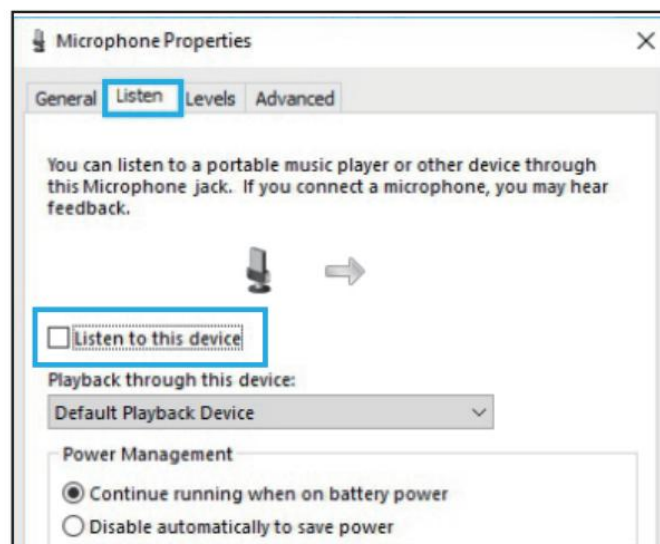 Microphone Properties
General Listen Levels Advanced
You can listen to a portable music player or other device through
this Microphone jack. If you connect a microphone, you may hear
feedback.
Listen to this device
Playback through this device:
Default Playback Device
Power Management
Continue running when on battery power
Disable automatically to save power